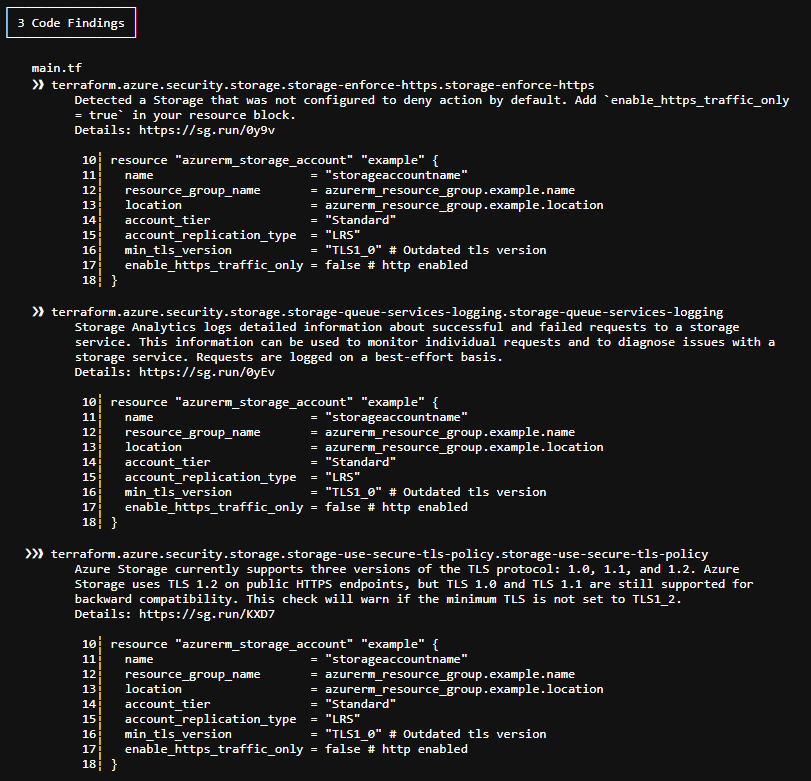 3 Code Findings
main.tf
❯❯ terraform.azure.security.storage.storage-enforce-https.storage-enforce-https
Detected a Storage that was not configured to deny action by default. Add `enable_https_traffic_only
= true` in your resource block.
Details: https://sg.run/0y9v
10┆ resource "azurerm_storage_account" "example" {
11┆   name                      = "storageaccountname"
12┆   resource_group_name       = azurerm_resource_group.example.name
13┆   location                  = azurerm_resource_group.example.location
14┆   account_tier              = "Standard"
15┆   account_replication_type  = "LRS"
16┆   min_tls_version           = "TLS1_0" # Outdated tls version
17┆   enable_https_traffic_only = false # http enabled
18┆ }
❯❯ terraform.azure.security.storage.storage-queue-services-logging.storage-queue-services-logging
Storage Analytics logs detailed information about successful and failed requests to a storage
service. This information can be used to monitor individual requests and to diagnose issues with a
storage service. Requests are logged on a best-effort basis.
Details: https://sg.run/0yEv
10┆ resource "azurerm_storage_account" "example" {
11┆   name                      = "storageaccountname"
12┆   resource_group_name       = azurerm_resource_group.example.name
13┆   location                  = azurerm_resource_group.example.location
14┆   account_tier              = "Standard"
15┆   account_replication_type  = "LRS"
16┆   min_tls_version           = "TLS1_0" # Outdated tls version
17┆   enable_https_traffic_only = false # http enabled
18┆ }
❯❯❱ terraform.azure.security.storage.storage-use-secure-tls-policy.storage-use-secure-tls-policy
Azure Storage currently supports three versions of the TLS protocol: 1.0, 1.1, and 1.2. Azure
Storage uses TLS 1.2 on public HTTPS endpoints, but TLS 1.0 and TLS 1.1 are still supported for
backward compatibility. This check will warn if the minimum TLS is not set to TLS1_2.
Details: https://sg.run/KXD7
10┆ resource "azurerm_storage_account" "example" {
11┆   name                      = "storageaccountname"
12┆   resource_group_name       = azurerm_resource_group.example.name
13┆   location                  = azurerm_resource_group.example.location
14┆   account_tier              = "Standard"
15┆   account_replication_type  = "LRS"
16┆   min_tls_version           = "TLS1_0" # Outdated tls version
17┆   enable_https_traffic_only = false # http enabled
18┆ }